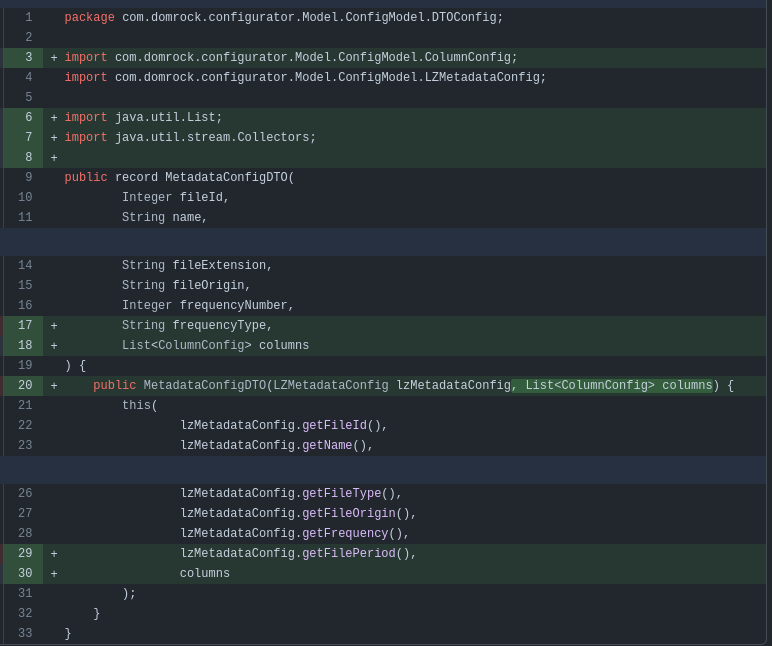 1 package com.domrock.configurator.Model.ConfigModel.DTOConfig;
2
3 + import com.domrock.configurator.Model.ConfigModel.ColumnConfig;
4 import com.domrock.configurator.Model.ConfigModel.LZMetadataConfig;
5
6 + import java.util.List;
7 + import java.util.stream.Collectors;
8 +
9 public record MetadataConfigDTO(
10 Integer fileId,
11 String name,
14 String fileExtension,
15 String fileOrigin,
16 Integer frequencyNumber,
17 + String frequencyType,
18 + List<ColumnConfig> columns
19 ) {
20 + public MetadataConfigDTO(LZMetadataConfig lzMetadataConfig, List<ColumnConfig> columns) {
21 this(
22 lzMetadataConfig.getFileId(),
23 lzMetadataConfig.getName(),
26 lzMetadataConfig.getFileType(),
27 lzMetadataConfig.getFileOrigin(),
28 lzMetadataConfig.getFrequency(),
29 + lzMetadataConfig.getFilePeriod(),
30 + columns
31 );
32 }
33 }